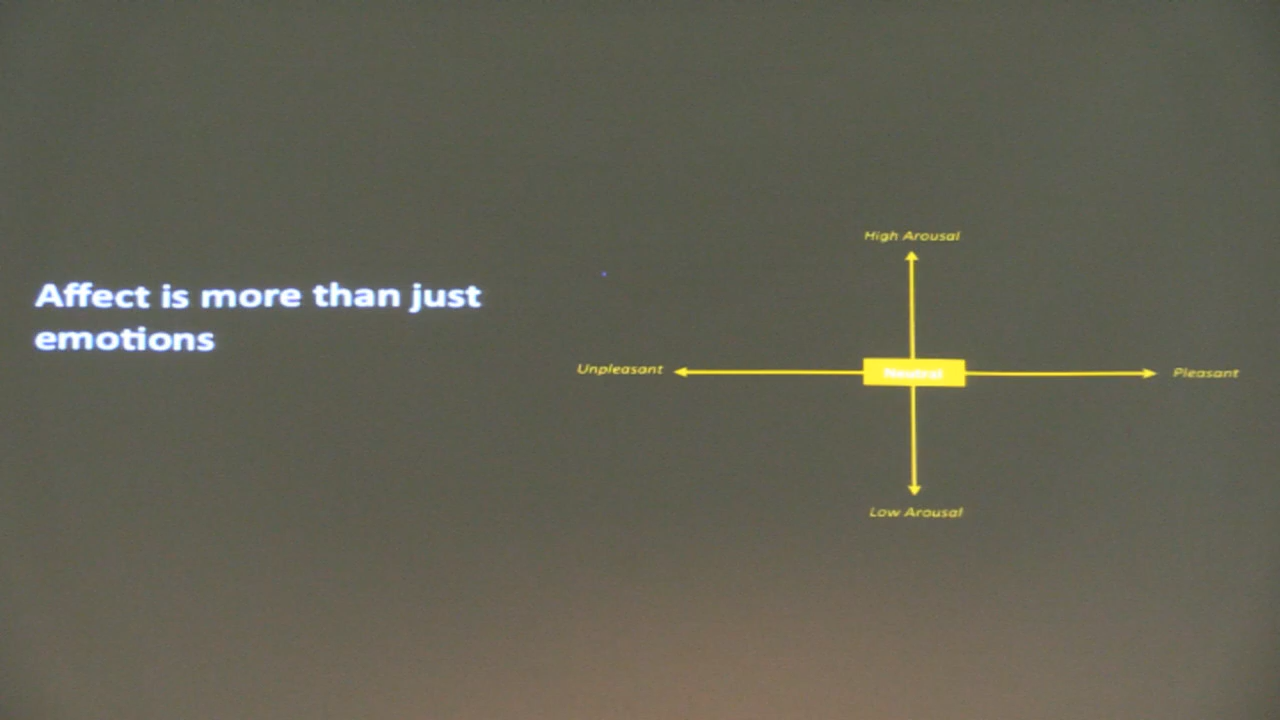 Affect is more than just
emotions
High Arousal
Unpleasant
Neutral
Pleasant
Low Arousal